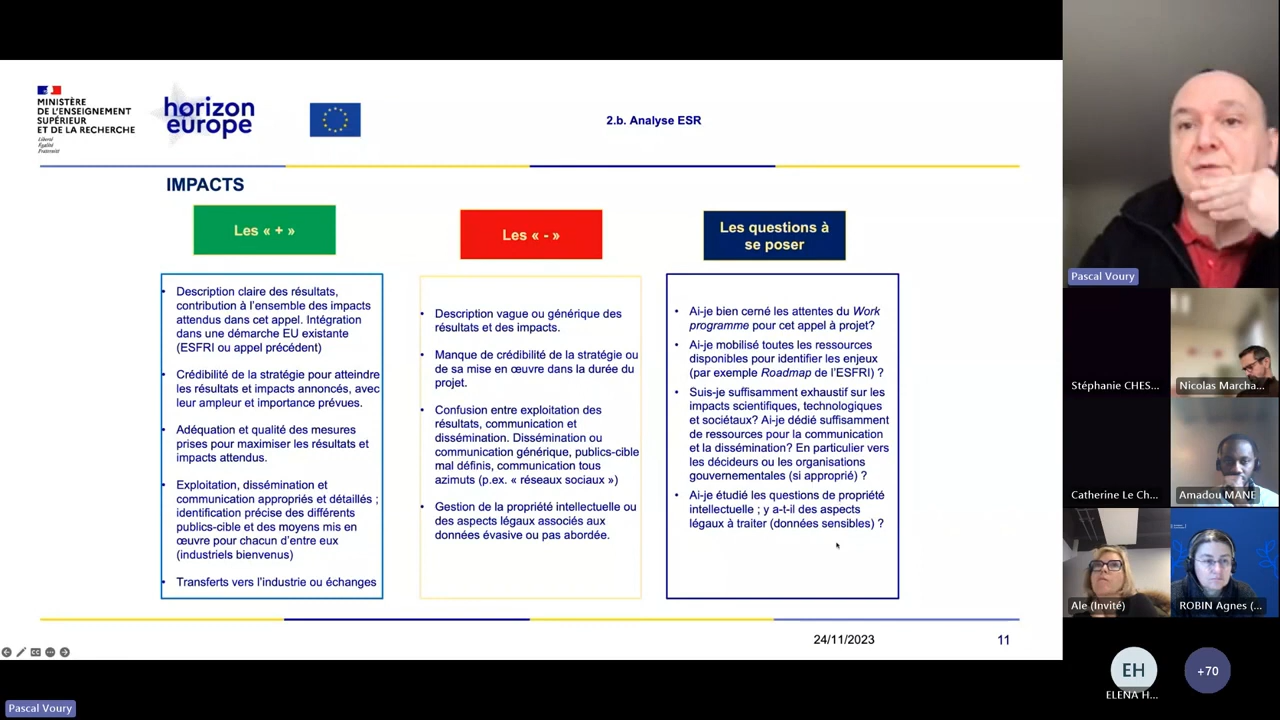 MINISTÈRE
DE L'ENSEIGNEMENT
SUPÉRIEUR
ET DE LA RECHERCHE
Liberté
Égalité
Fraternité
horizon
europe
2.b. Analyse ESR
IMPACTS
Les « + »
Description claire des résultats,
contribution à l'ensemble des impacts
attendus dans cet appel. Intégration
dans une démarche EU existante
(ESFRI ou appel précédent)
Crédibilité de la stratégie pour atteindre
les résultats et impacts annoncés, avec
leur ampleur et importance prévues.
Adéquation et qualité des mesures
prises pour maximiser les résultats et
impacts attendus.
Exploitation, dissémination et
communication appropriés et détaillés ;
identification précise des différents
publics-cible et des moyens mis en
œuvre pour chacun d'entre eux
(industriels bienvenus)
Transferts vers l'industrie ou échanges
Les « - »
Description vague ou générique des
résultats et des impacts.
Manque de crédibilité de la stratégie ou
de sa mise en œuvre dans la durée du
projet.
Confusion entre exploitation des
résultats, communication et
dissémination. Dissémination ou
communication générique, publics-cible
mal définis, communication tous
azimuts (p.ex. « réseaux sociaux »)
Gestion de la propriété intellectuelle ou
des aspects légaux associés aux
données évasive ou pas abordée.
Les questions à
se poser
Ai-je bien cerné les attentes du Work
programme pour cet appel à projet?
Ai-je mobilisé toutes les ressources
disponibles pour identifier les enjeux
(par exemple Roadmap de l'ESFRI) ?
Suis-je suffisamment exhaustif sur les
impacts scientifiques, technologiques
et sociétaux? Ai-je dédié suffisamment
de ressources pour la communication
et la dissémination? En particulier vers
les décideurs ou les organisations
gouvernementales (si approprié) ?
Ai-je étudié les questions de propriété
intellectuelle ; y a-t-il des aspects
légaux à traiter (données sensibles) ?
24/11/2023
11
Pascal Voury
Pascal Voury
Stéphanie CHES...
Nicolas Marcha...
Catherine Le Ch...
Amadou MANE
Ale (Invité)
ROBIN Agnes (...
EH
ELENA H...
+70